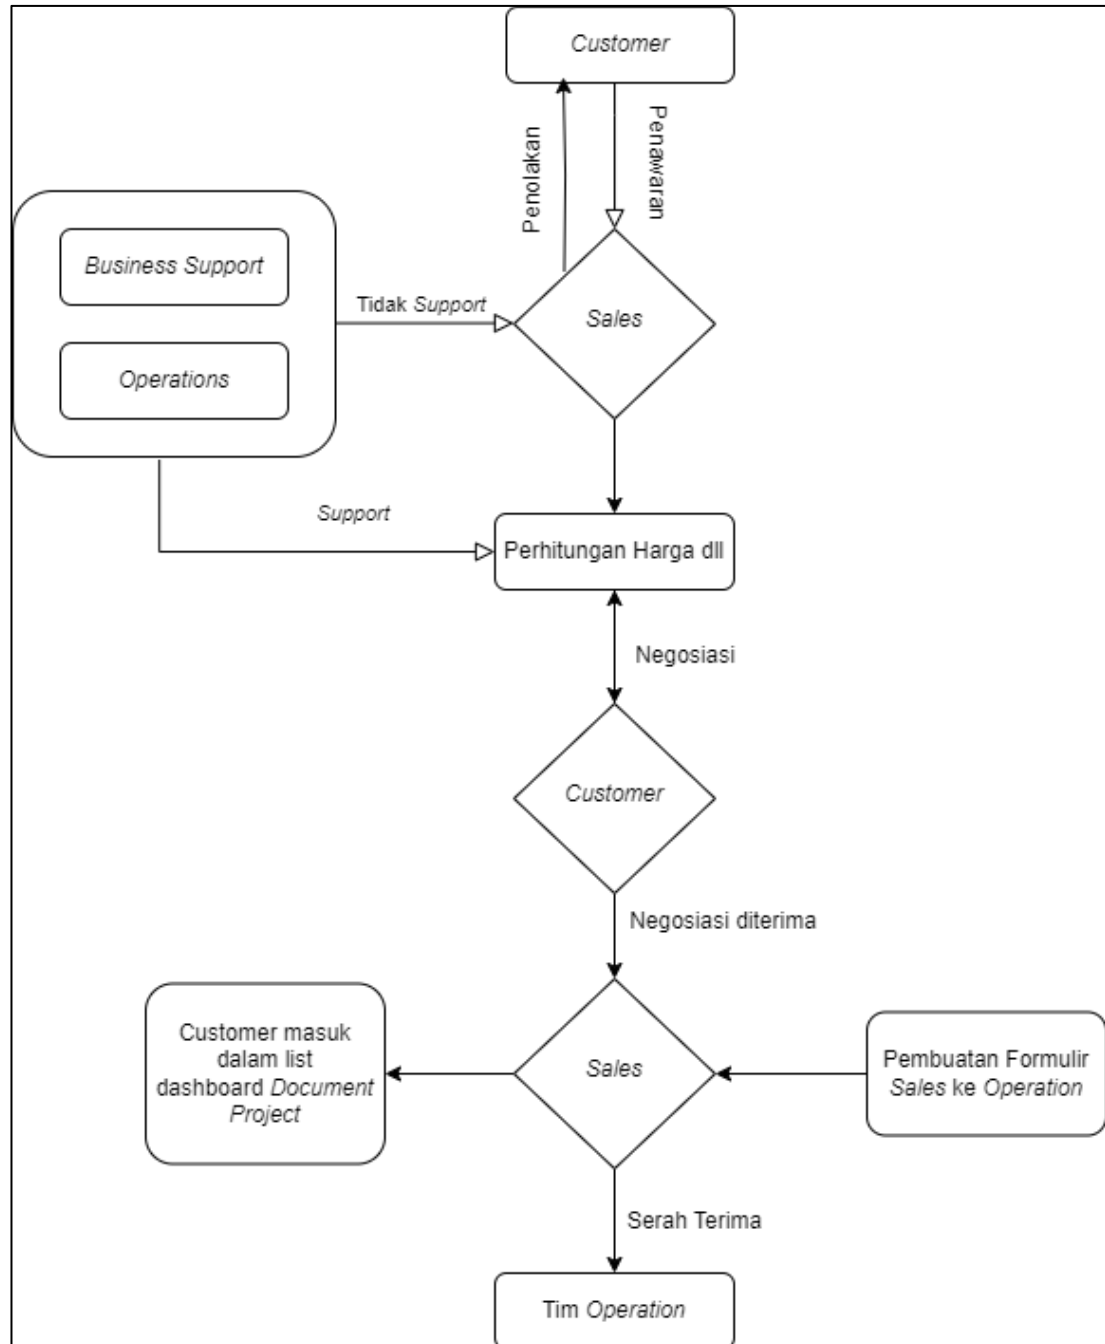 Customer
Penolakan
Penawaran
Business Support
Tidak Support
Sales
Operations
Support
Perhitungan Harga dll
Negosiasi
Customer
Negosiasi diterima
Customer masuk
dalam list
dashboard Document
Project
Sales
Pembuatan Formulir
Sales ke Operation
Serah Terima
Tim Operation